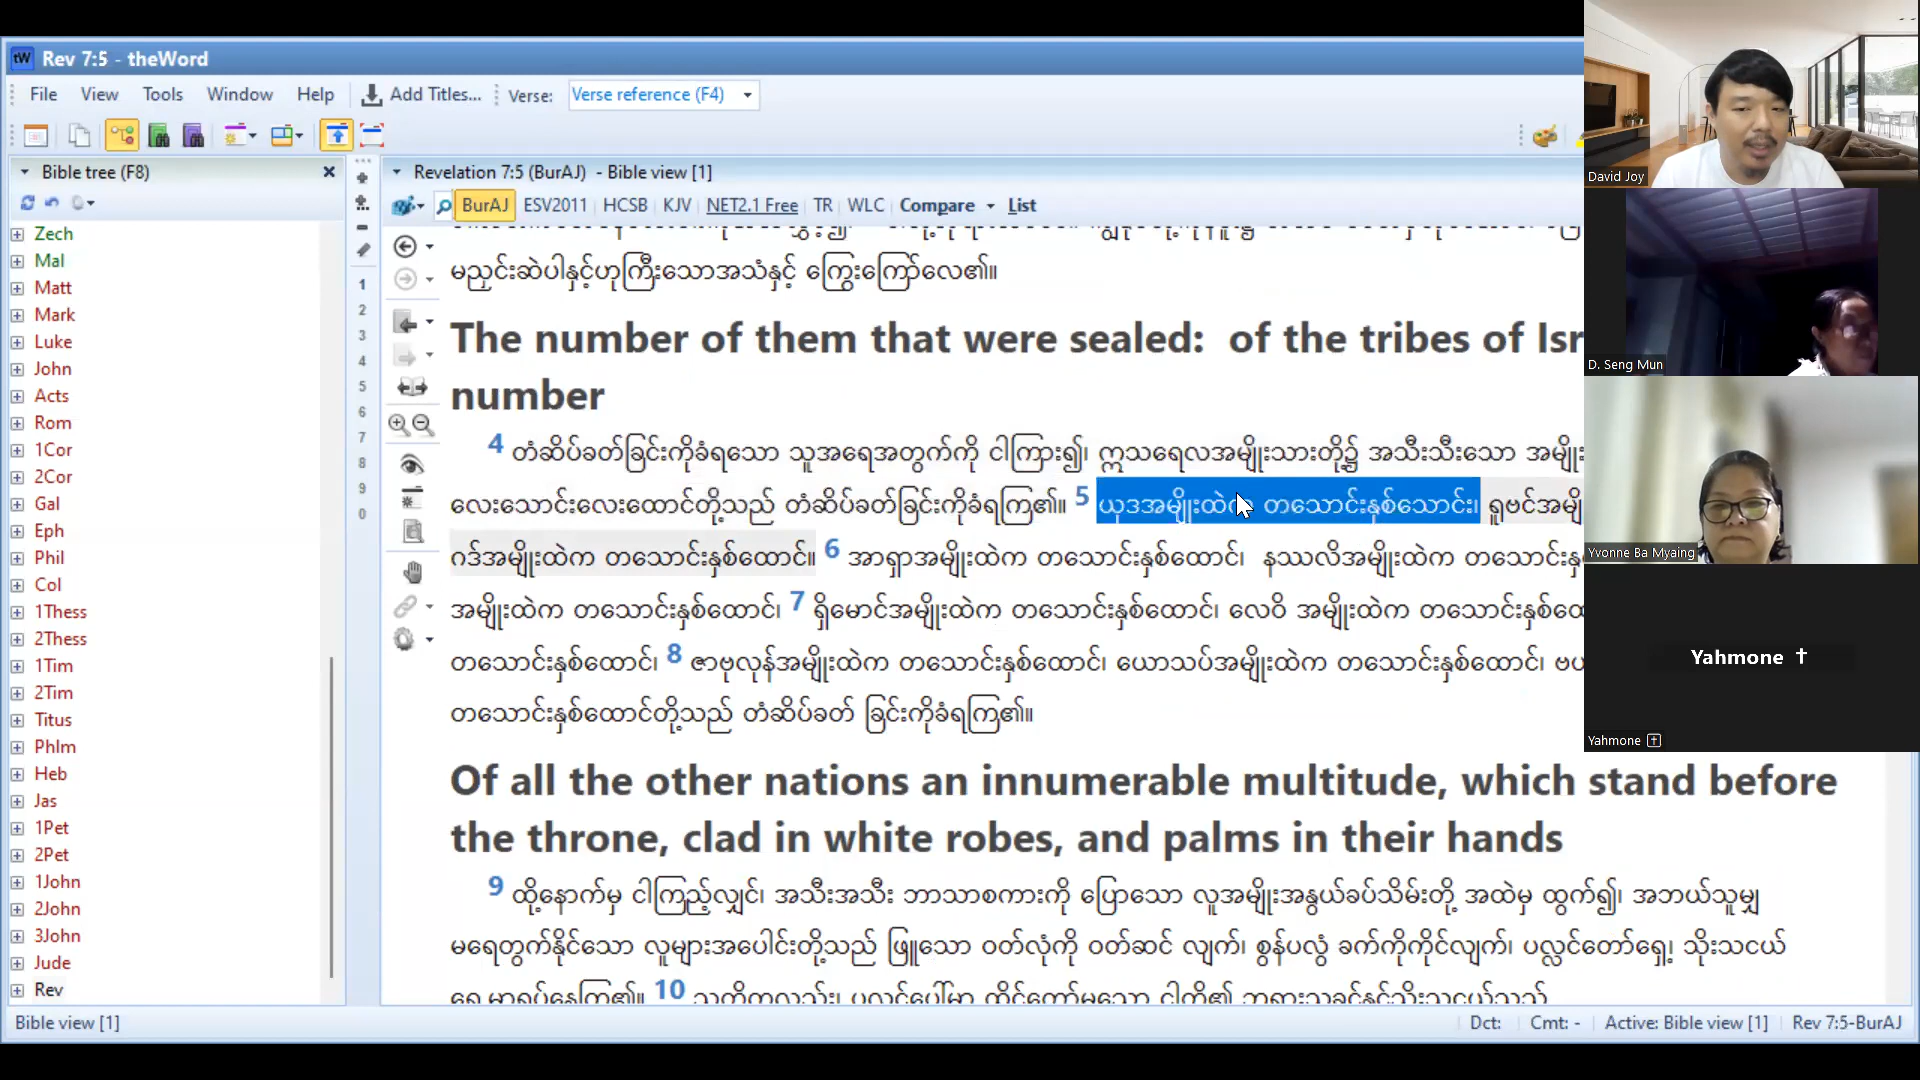 Rev 7:5 - theWord
File View Tools Window Help Add Titles... Verse: Verse reference (F4)
Bible tree (F8)
Zech
Mal
Matt
Mark
Luke
John
Acts
Rom
1Cor
2Cor
Gal
Eph
Phil
Col
1Thess
2Thess
1Tim
2Tim
Titus
Phlm
Heb
Jas
1Pet
2Pet
1John
2John
3John
Jude
Rev
1
2
3
4
5
6
7
8
9
0
Revelation 7:5 (BurAJ) - Bible view [1]
BurAJ ESV2011 HCSB KJV NET2.1 Free TR WLC Compare List
မညှင်းဆဲပါနှင့်ဟုကြီးသောအသံနှင့် ကြွေးကြော်လေ၏။
The number of them that were sealed: of the tribes of Isr
number
4 တံဆိပ်ခတ်ခြင်းကိုခံရသော သူအရေအတွက်ကို ငါကြား၍၊ ဣသရေလအမျိုးသားတို့၌ အသီးသီးသော အမျိုး
လေးသောင်းလေးထောင်တို့သည် တံဆိပ်ခတ်ခြင်းကိုခံရကြ၏။ 5 ယုဒအမျိုးထဲက တသောင်းနှစ်သောင်း၊ ရူဗင်အမျိ
ဂဒ်အမျိုးထဲက တသောင်းနှစ်ထောင်။ 6 အာရှာအမျိုးထဲက တသောင်းနှစ်ထောင်၊ နဿလိအမျိုးထဲက တသောင်းနှ
အမျိုးထဲက တသောင်းနှစ်ထောင်၊ 7 ရှိမောင်အမျိုးထဲက တသောင်းနှစ်ထောင်၊ လေဝိ အမျိုးထဲက တသောင်းနှစ်ထေ
တသောင်းနှစ်ထောင်၊ 8 ဇာဗုလုန်အမျိုးထဲက တသောင်းနှစ်ထောင်၊ ယောသပ်အမျိုးထဲက တသောင်းနှစ်ထောင်၊ ဗယ
တသောင်းနှစ်ထောင်တို့သည် တံဆိပ်ခတ် ခြင်းကိုခံရကြ၏။
Of all the other nations an innumerable multitude, which stand before
the throne, clad in white robes, and palms in their hands
9 ထို့နောက်မှ ငါကြည့်လျှင်၊ အသီးအသီး ဘာသာစကားကို ပြောသော လူအမျိုးအနွယ်ခပ်သိမ်းတို့ အထဲမှ ထွက်၍၊ အဘယ်သူမျှ
မရေတွက်နိုင်သော လူများအပေါင်းတို့သည် ဖြူသော ဝတ်လုံကို ဝတ်ဆင် လျက်၊ စွန်ပလွံ ခက်ကိုကိုင်လျက်၊ ပလ္လင်တော်ရှေ့၊ သိုးသငယ်
ရှေ့မှာရပ်နေကြ၏။ 10
Bible view [1] Dct: Cmt: - Active: Bible view [1] Rev 7:5-BurAJ
David Joy
D. Seng Mun
Yvonne Ba Myaing
Yahmone ✝
Yahmone ✝